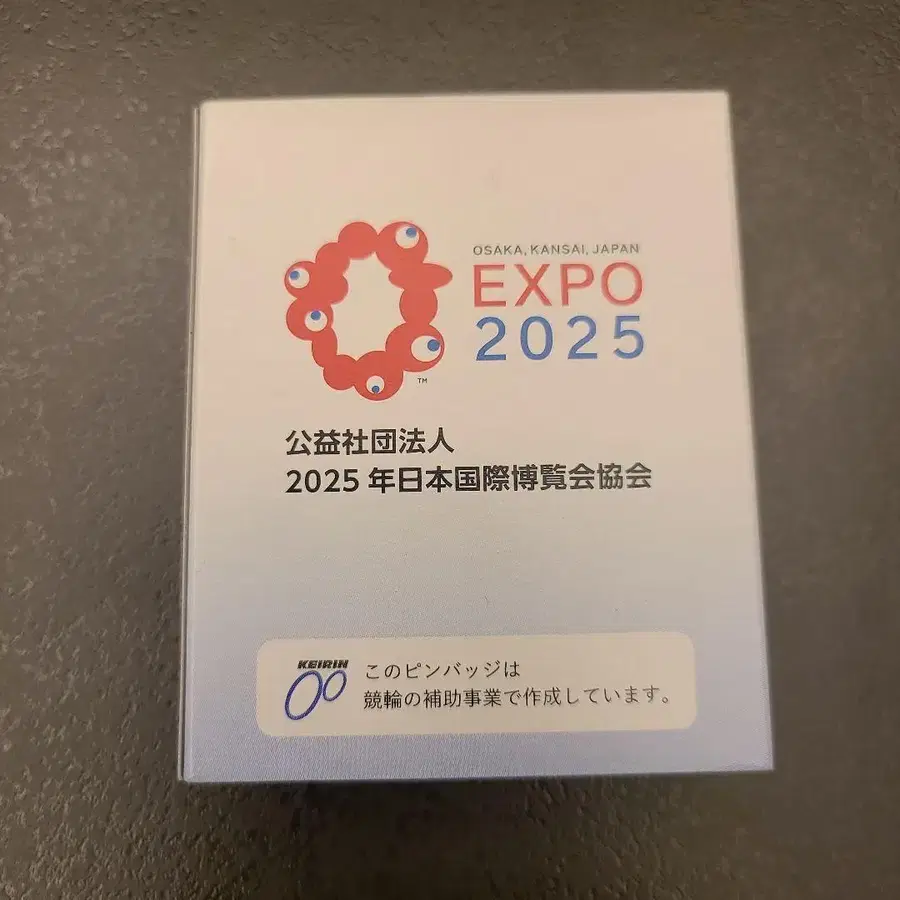 OSAKA, KANSAI, JAPAN
EXPO
2025
TM
公益社団法人
2025 年日本国際博覧会協会
KEIRIN
このピンバッジは
競輪の補助事業で作成しています。